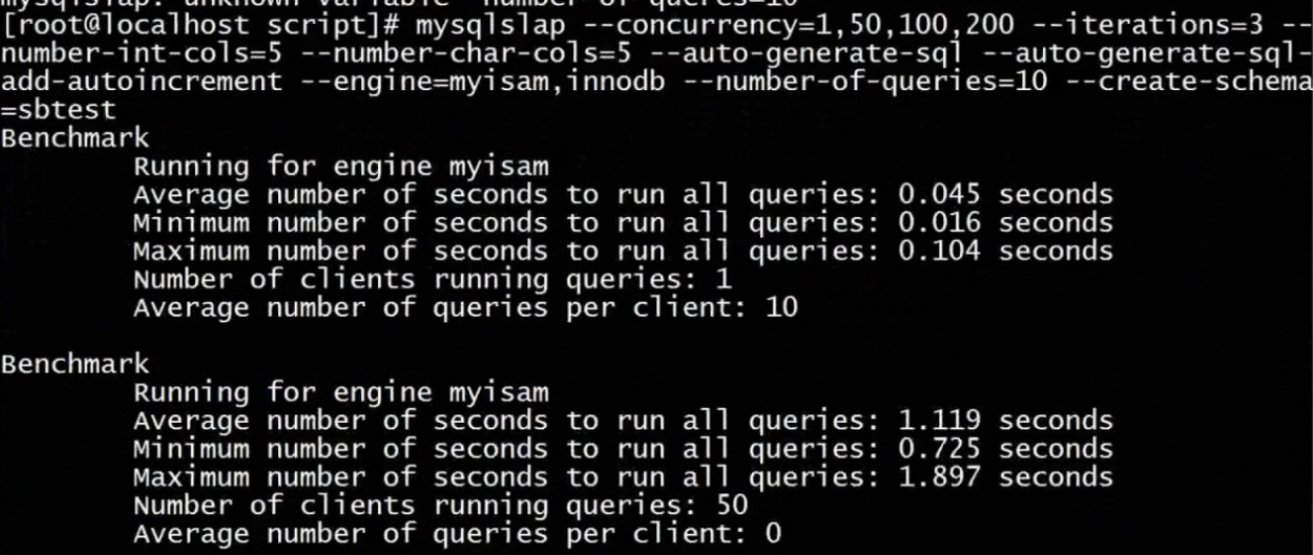 mysqlslap: unknown variable 'number-of-queres=10'
[root@localhost script]# mysqlslap --concurrency=1,50,100,200 --iterations=3 --
number-int-cols=5 --number-char-cols=5 --auto-generate-sql --auto-generate-sql-
add-autoincrement --engine=myisam,innodb --number-of-queries=10 --create-schema
=sbtest
Benchmark
Running for engine myisam
Average number of seconds to run all queries: 0.045 seconds
Minimum number of seconds to run all queries: 0.016 seconds
Maximum number of seconds to run all queries: 0.104 seconds
Number of clients running queries: 1
Average number of queries per client: 10
Benchmark
Running for engine myisam
Average number of seconds to run all queries: 1.119 seconds
Minimum number of seconds to run all queries: 0.725 seconds
Maximum number of seconds to run all queries: 1.897 seconds
Number of clients running queries: 50
Average number of queries per client: 0